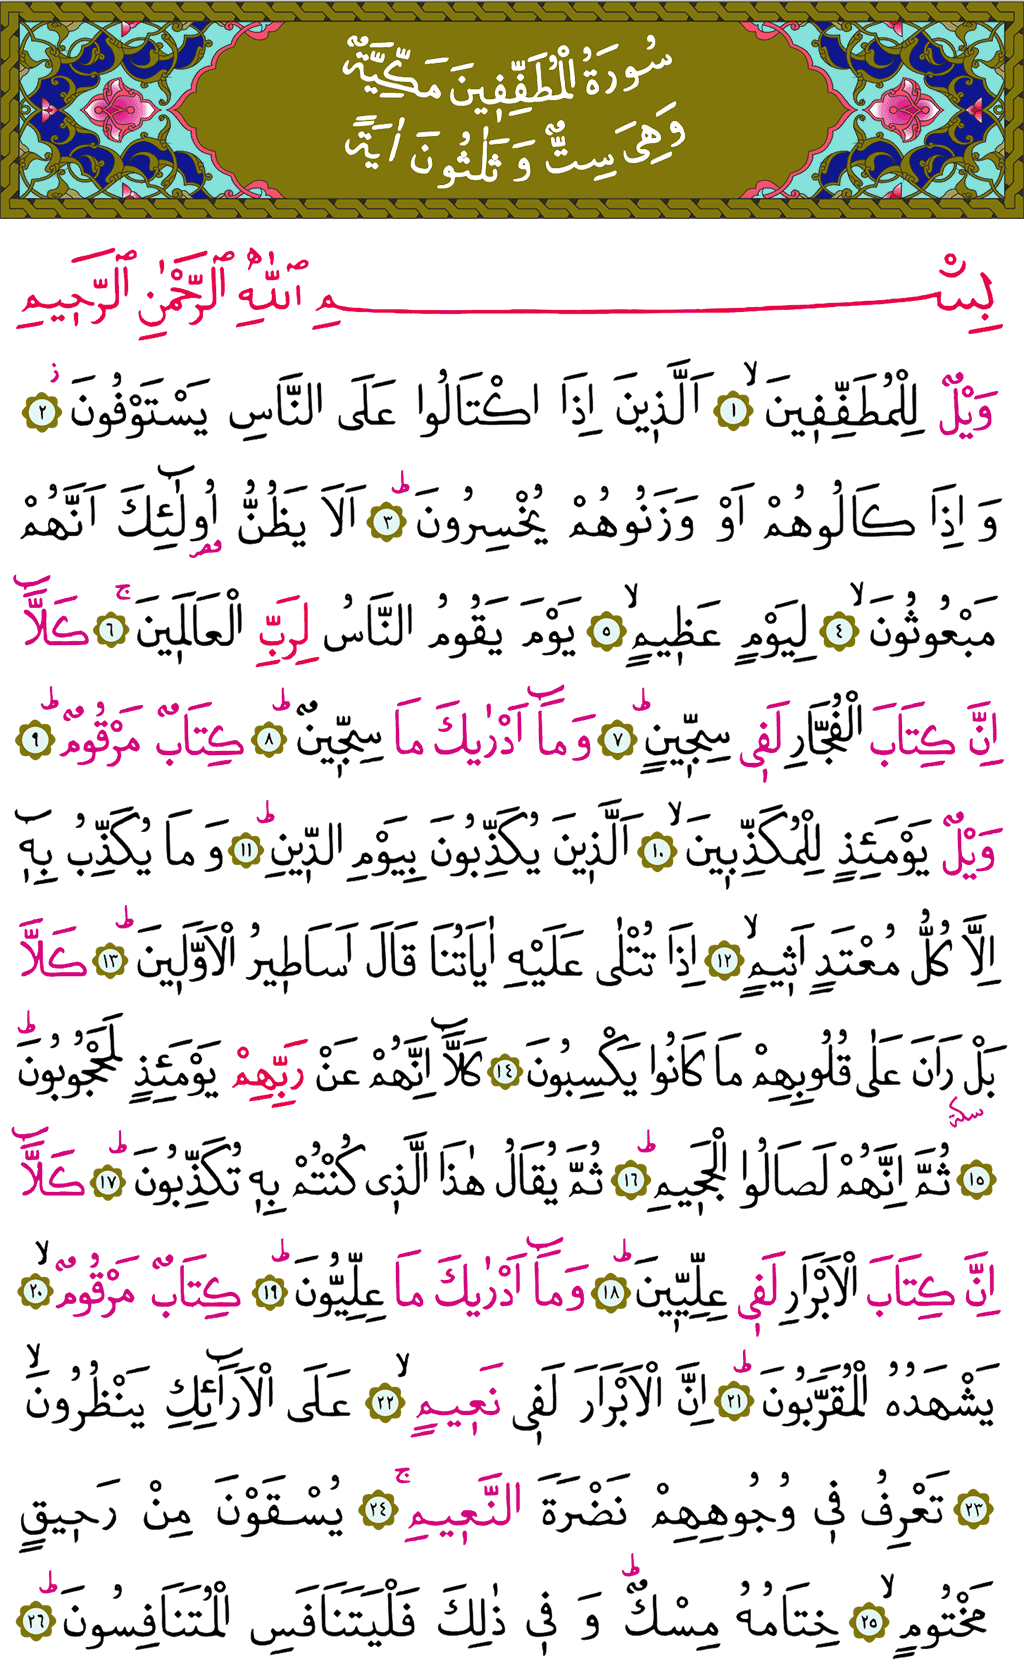 سُورَةُ الْمُطَفِّفِينَ مَكِّيَّةٌ
وَهِىَ سِتٌّ وَ ثَلٰثُونَ اٰيَةً
بِسْمِ ٱللّٰهِ ٱلرَّحْمٰنِ ٱلرَّحِيمِ
وَيْلٌ لِلْمُطَفِّفِينَ ۙ ١ اَلَّذِينَ اِذَا اكْتَالُوا عَلَى النَّاسِ يَسْتَوْفُونَ ز ٢
وَ اِذَا كَالُوهُمْ اَوْ وَزَنُوهُمْ يُخْسِرُونَ ط ٣ اَلَا يَظُنُّ اُولٰٓئِكَ اَنَّهُمْ
قصر
مَبْعُوثُونَ ۙ ٤ لِيَوْمٍ عَظِيمٍ ۙ ٥ يَوْمَ يَقُومُ النَّاسُ لِرَبِّ الْعَالَمِينَ ۚ ٦ كَلَّٓا
اِنَّ كِتَابَ الْفُجَّارِ لَفِى سِجِّينٍ ط ٧ وَمَٓا اَدْرٰيكَ مَا سِجِّينٌ ط ٨ كِتَابٌ مَرْقُومٌ ط ٩
وَيْلٌ يَوْمَئِذٍ لِلْمُكَذِّبِينَ ۙ ١٠ اَلَّذِينَ يُكَذِّبُونَ بِيَوْمِ الدِّينِ ط ١١ وَ مَا يُكَذِّبُ بِهِٓ
اِلَّا كُلُّ مُعْتَدٍ اَثِيمٍ ۙ ١٢ اِذَا تُتْلٰى عَلَيْهِ اٰيَاتُنَا قَالَ اَسَاطِيرُ الْاَوَّلِينَ ط ١٣ كَلَّا
بَلْ رَانَ عَلٰى قُلُوبِهِمْ مَا كَانُوا يَكْسِبُونَ ١٤ كَلَّٓا اِنَّهُمْ عَنْ رَبِّهِمْ يَوْمَئِذٍ لَمَحْجُوبُونَ ط
سكتة
١٥ ثُمَّ اِنَّهُمْ لَصَالُوا الْجَحِيمِ ط ١٦ ثُمَّ يُقَالُ هٰذَا الَّذِى كُنْتُمْ بِهِ تُكَذِّبُونَ ط ١٧ كَلَّٓا
اِنَّ كِتَابَ الْاَبْرَارِ لَفِى عِلِّيِّينَ ط ١٨ وَمَٓا اَدْرٰيكَ مَا عِلِّيُّونَ ط ١٩ كِتَابٌ مَرْقُومٌ ۙ ٢٠
يَشْهَدُهُ الْمُقَرَّبُونَ ط ٢١ اِنَّ الْاَبْرَارَ لَفِى نَعِيمٍ ۙ ٢٢ عَلَى الْاَرَٓائِكِ يَنْظُرُونَ ۙ
٢٣ تَعْرِفُ فِى وُجُوهِهِمْ نَضْرَةَ النَّعِيمِ ۚ ٢٤ يُسْقَوْنَ مِنْ رَحِيقٍ
مَخْتُومٍ ۙ ٢٥ خِتَامُهُ مِسْكٌ ط وَ فِى ذٰلِكَ فَلْيَتَنَافَسِ الْمُتَنَافِسُونَ ط ٢٦